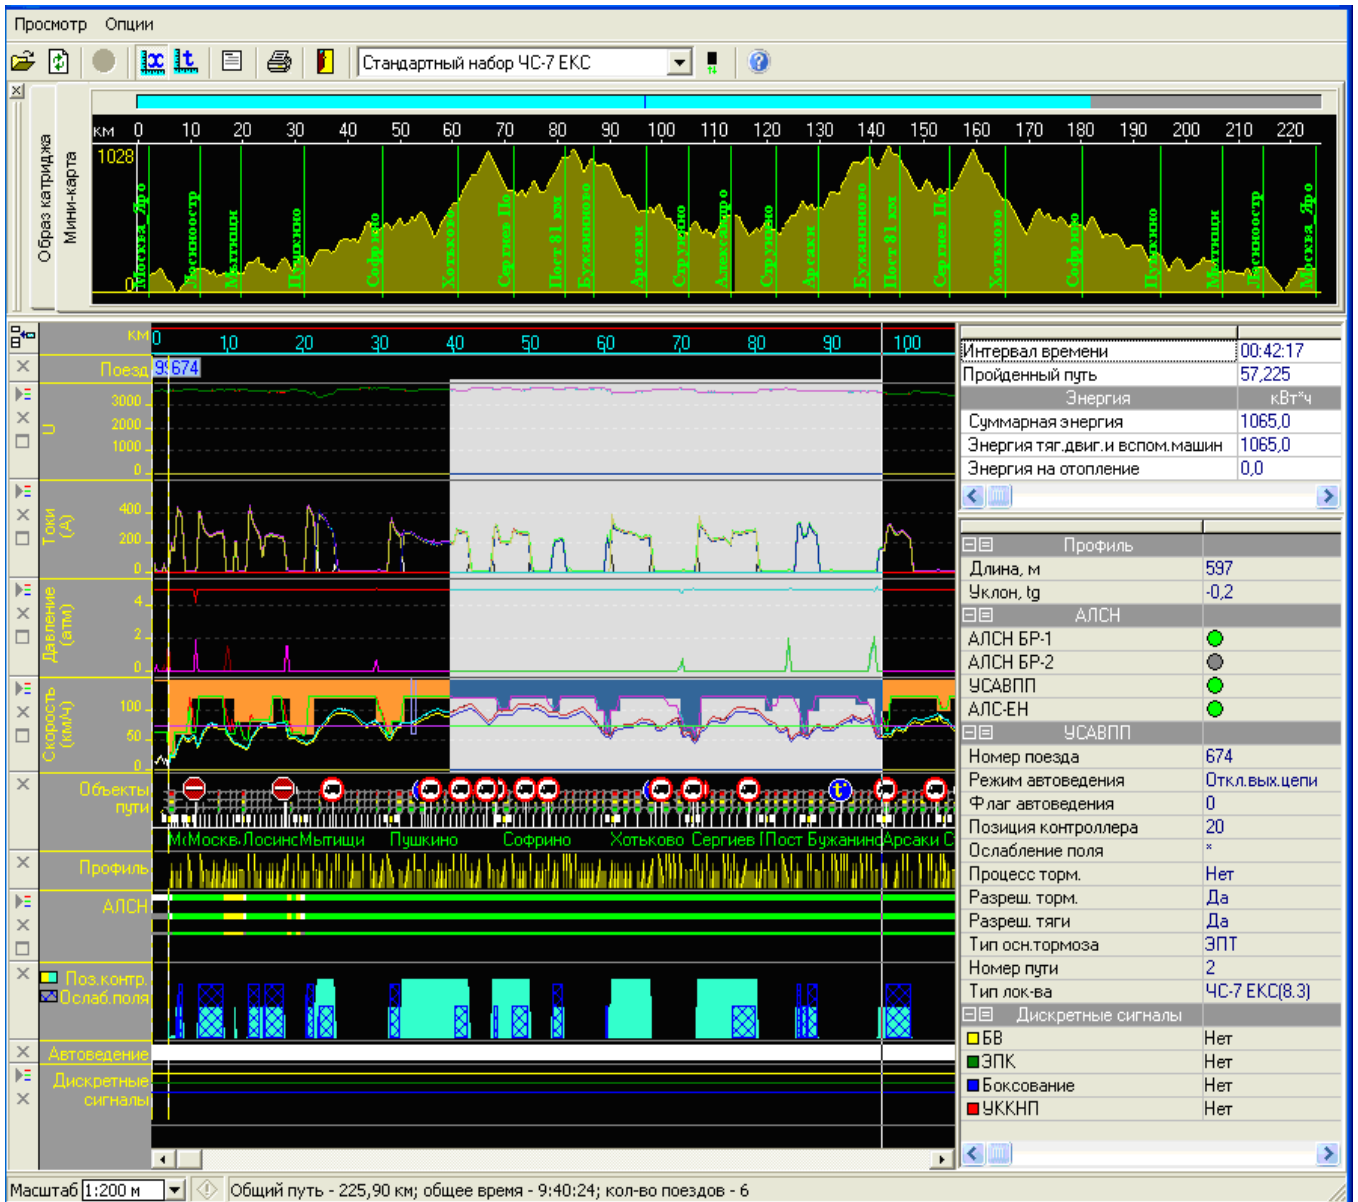 Просмотр Опции
Стандартный набор ЧС-7 ЕКС
Образ катриджа
Мини-карта
км 0 10 20 30 40 50 60 70 80 90 100 110 120 130 140 150 160 170 180 190 200 210 220
1028
0
Москва_Яро Лосиноостр Мытищи Пушкино Софрино Хотьково Сергиев По Пост 81 км Бужаниново Арсаки Струнино Александро Струнино Арсаки Бужаниново Пост 81 км Сергиев По Хотьково Софрино Пушкино Мытищи Лосиноостр Москва_Яро
км 0 10 20 30 40 50 60 70 80 90 100
Поезд 674
U
3000
2000
1000
0
Токи (А)
400
200
0
Давление (атм)
4
2
0
Скорость (км/ч)
100
50
0
Объекты пути
Москв Лосинс Мытищи Пушкино Софрино Хотьково Сергиев Пост Бужанинс Арсаки
Профиль
АЛСН
Поз.контр.
Ослаб.поля
Автоведение
Дискретные сигналы
Интервал времени 00:42:17
Пройденный путь 57,225
Энергия кВт*ч
Суммарная энергия 1065,0
Энергия тяг.двиг.и вспом.машин 1065,0
Энергия на отопление 0,0
Профиль
Длина, м 597
Уклон, tg -0,2
АЛСН
АЛСН БР-1
АЛСН БР-2
УСАВПП
АЛС-ЕН
УСАВПП
Номер поезда 674
Режим автоведения Откл.вых.цепи
Флаг автоведения 0
Позиция контроллера 20
Ослабление поля *
Процесс торм. Нет
Разреш. торм. Да
Разреш. тяги Да
Тип осн.тормоза ЭПТ
Номер пути 2
Тип лок-ва ЧС-7 ЕКС(8.3)
Дискретные сигналы
БВ Нет
ЭПК Нет
Боксование Нет
УККНП Нет
Масштаб 1:200 м Общий путь - 225,90 км; общее время - 9:40:24; кол-во поездов - 6